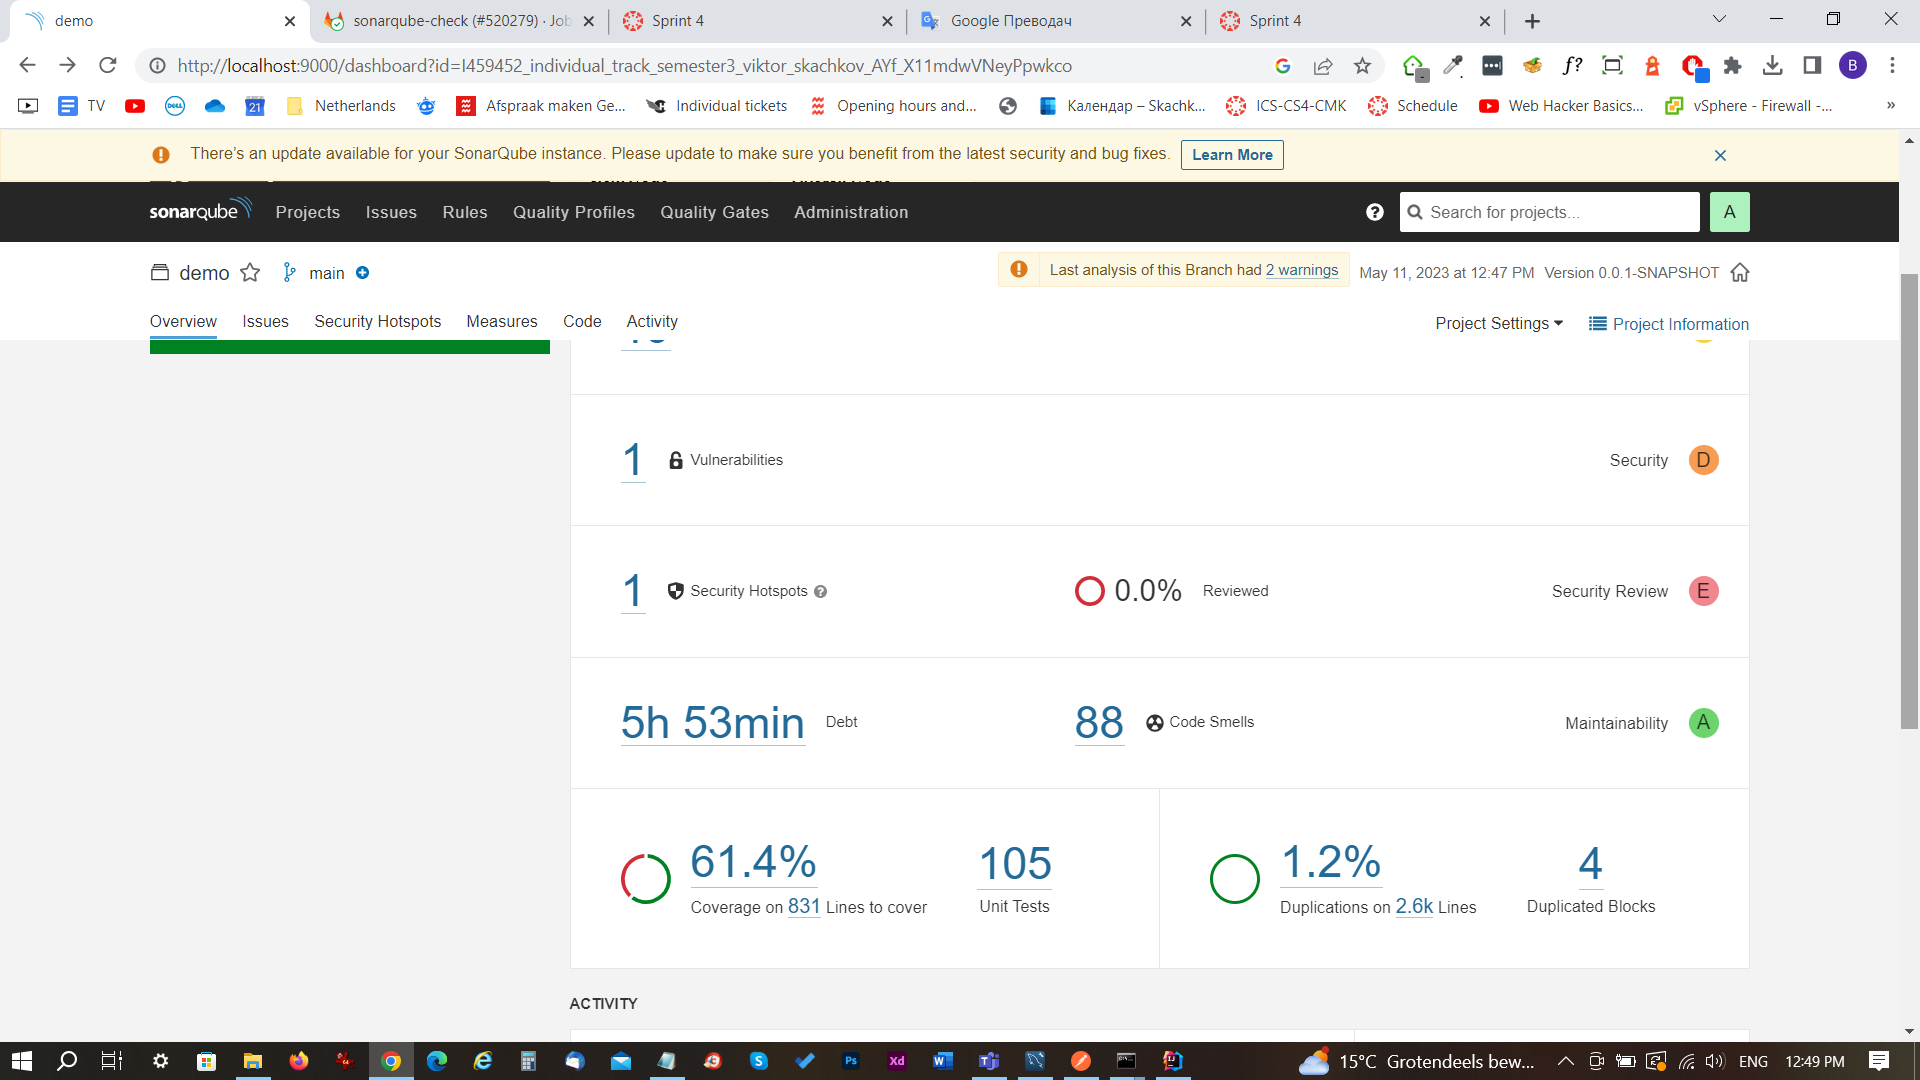 demo
sonarqube-check (#520279) · Job
Sprint 4
Google Преводач
Sprint 4
http://localhost:9000/dashboard?id=I459452_individual_track_semester3_viktor_skachkov_AYf_X11mdwVNeyPpwkco
f?
B
TV
DELL
21
Netherlands
Afspraak maken Ge...
Individual tickets
Opening hours and...
Календар – Skachk...
ICS-CS4-CMK
Schedule
Web Hacker Basics...
vSphere - Firewall -...
»
There's an update available for your SonarQube instance. Please update to make sure you benefit from the latest security and bug fixes.
Learn More
sonarqube
Projects
Issues
Rules
Quality Profiles
Quality Gates
Administration
Search for projects...
A
demo
main
Last analysis of this Branch had 2 warnings
May 11, 2023 at 12:47 PM
Version 0.0.1-SNAPSHOT
Overview
Issues
Security Hotspots
Measures
Code
Activity
Project Settings
Project Information
1
Vulnerabilities
Security
D
1
Security Hotspots
0.0%
Reviewed
Security Review
E
5h 53min
Debt
88
Code Smells
Maintainability
A
61.4%
Coverage on 831 Lines to cover
105
Unit Tests
1.2%
Duplications on 2.6k Lines
4
Duplicated Blocks
ACTIVITY
Ps
Xd
15°C Grotendeels bew...
ENG
12:49 PM